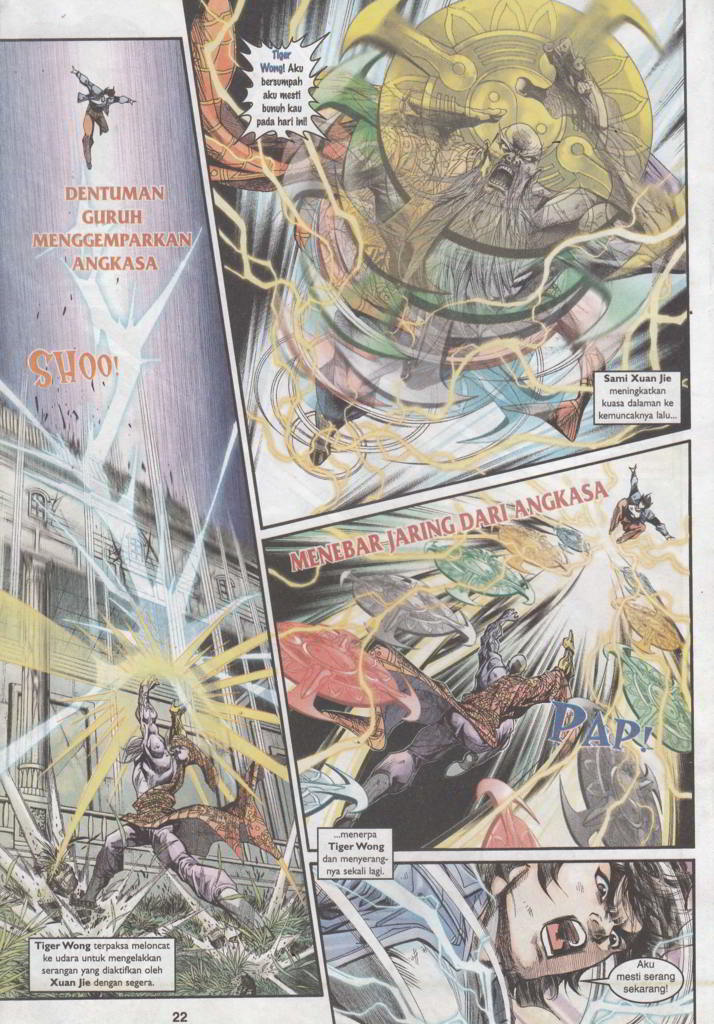 DENTUMAN
GURUH
MENGGEMPARKAN
ANGKASA
SHOO!
Tiger Wong terpaksa meloncat
ke udara untuk mengelakkan
serangan yang diaktifkan oleh
Xuan Jie dengan segera.
Tiger
Wong! Aku
bersumpah
aku mesti
bunuh kau
pada hari ini!
Sami Xuan Jie
meningkatkan
kuasa dalaman ke
kemuncaknya lalu...
MENEBAR JARING DARI ANGKASA
PAP!
...menerpa
Tiger Wong
dan menyerang-
nya sekali lagi.
Aku
mesti serang
sekarang!
22